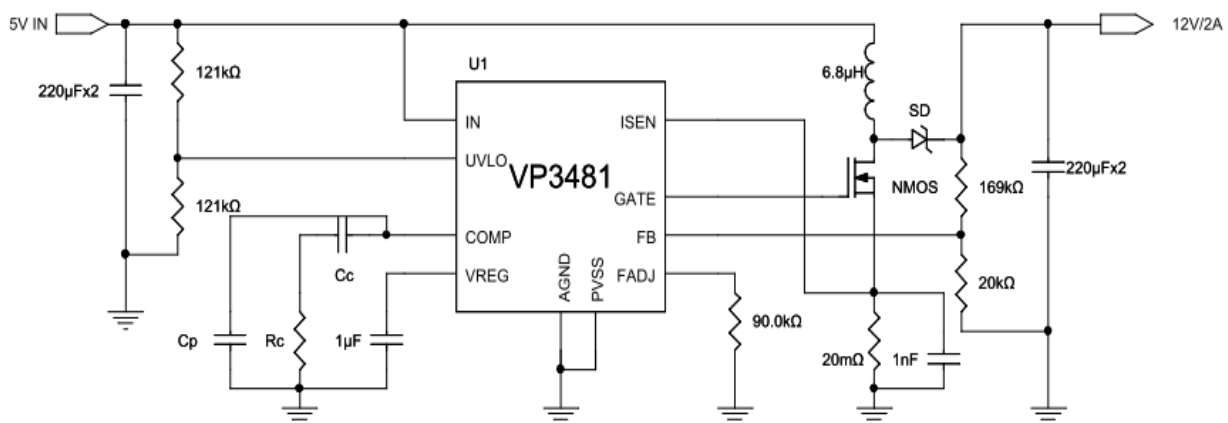 5V IN
12V/2A
121kΩ
220µFx2
U1
6.8µH
SD
IN
ISEN
UVLO
VP3481
GATE
NMOS
169kΩ
220µFx2
121kΩ
COMP
FB
Cc
VREG
AGND
PVSS
FADJ
20kΩ
Cp
Rc
1µF
90.0kΩ
20mΩ
1nF